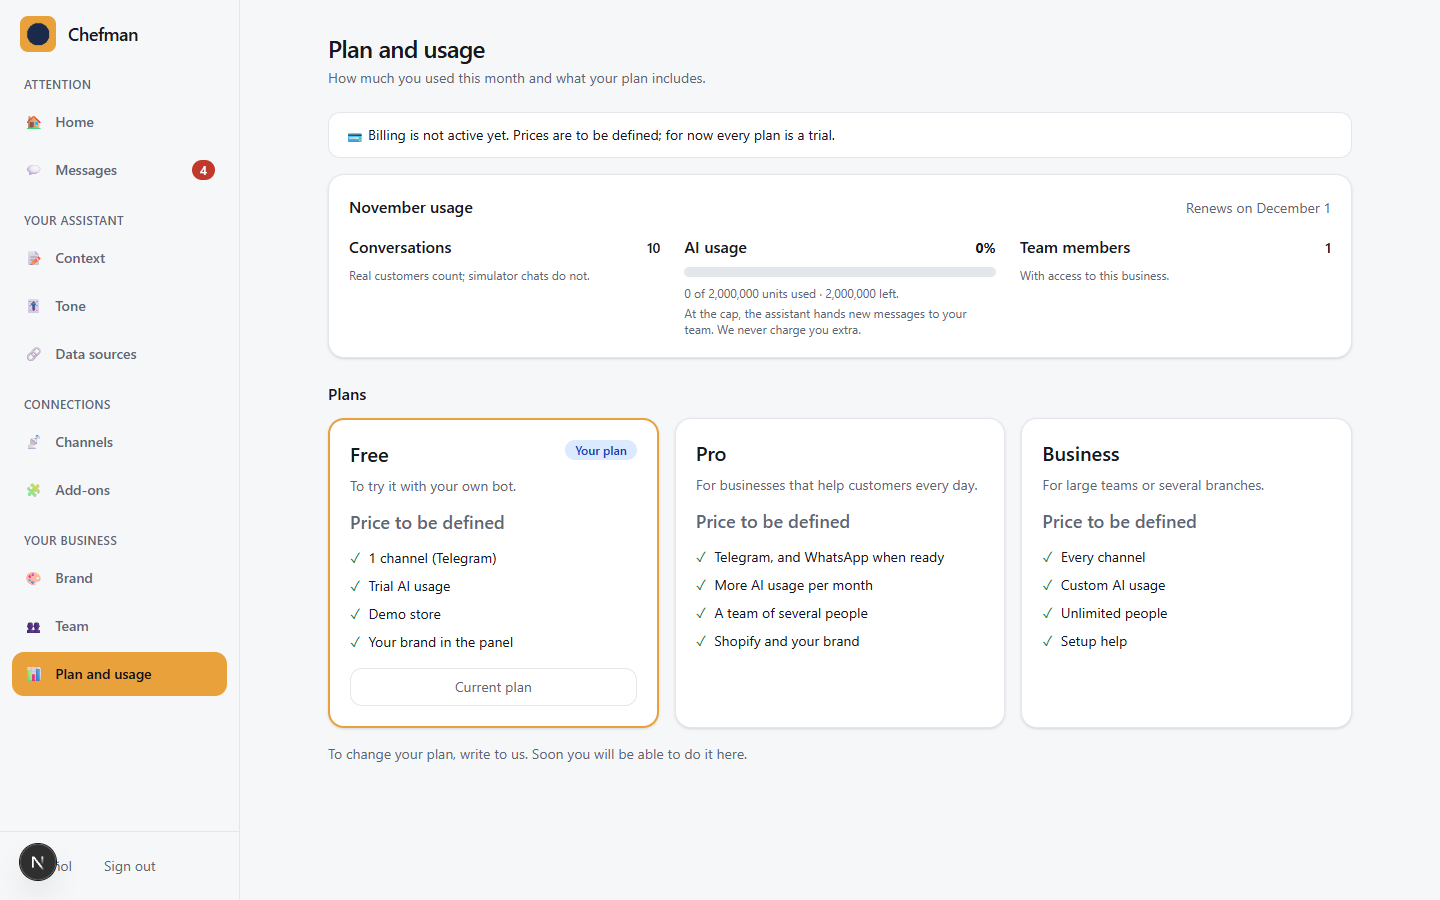 Chefman
ATTENTION
Home
Messages
4
YOUR ASSISTANT
Context
Tone
Data sources
CONNECTIONS
Channels
Add-ons
YOUR BUSINESS
Brand
Team
Plan and usage
N
Sign out
Plan and usage
How much you used this month and what your plan includes.
Billing is not active yet. Prices are to be defined; for now every plan is a trial.
November usage
Renews on December 1
Conversations
10
Real customers count; simulator chats do not.
AI usage
0%
0 of 2,000,000 units used · 2,000,000 left.
At the cap, the assistant hands new messages to your
team. We never charge you extra.
Team members
1
With access to this business.
Plans
Free
Your plan
To try it with your own bot.
Price to be defined
✓ 1 channel (Telegram)
✓ Trial AI usage
✓ Demo store
✓ Your brand in the panel
Current plan
Pro
For businesses that help customers every day.
Price to be defined
✓ Telegram, and WhatsApp when ready
✓ More AI usage per month
✓ A team of several people
✓ Shopify and your brand
Business
For large teams or several branches.
Price to be defined
✓ Every channel
✓ Custom AI usage
✓ Unlimited people
✓ Setup help
To change your plan, write to us. Soon you will be able to do it here.